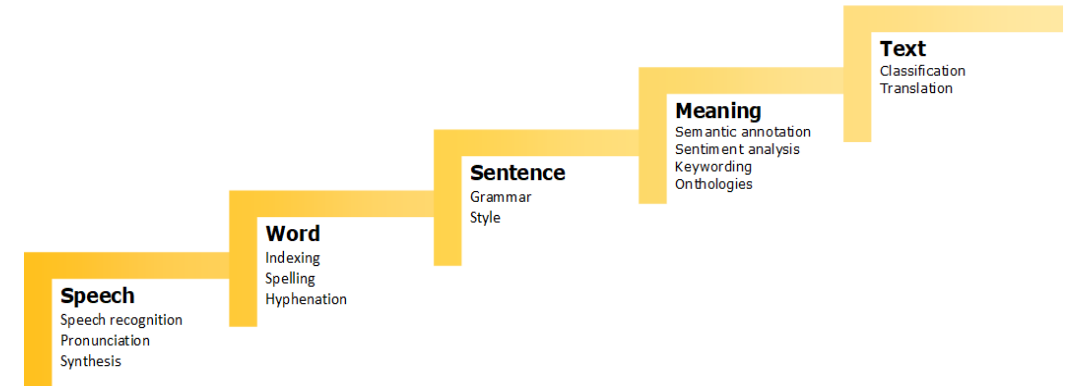 Speech
Speech recognition
Pronunciation
Synthesis
Word
Indexing
Spelling
Hyphenation
Sentence
Grammar
Style
Meaning
Semantic annotation
Sentiment analysis
Keywording
Onthologies
Text
Classification
Translation